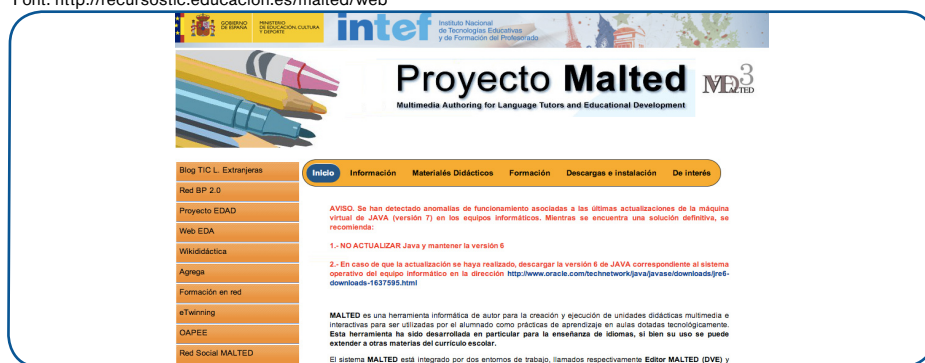 Font: http://recursostic.educacion.es/malted/web
GOBIERNO DE ESPAÑA
MINISTERIO DE EDUCACIÓN, CULTURA Y DEPORTE
intef
Instituto Nacional
de Tecnologías Educativas
y de Formación del Profesorado
Proyecto Malted
Multimedia Authoring for Language Tutors and Educational Development
MALTED 3
Blog TIC L. Extranjeras
Red BP 2.0
Proyecto EDAD
Web EDA
Wikididáctica
Agrega
Formación en red
eTwinning
OAPEE
Red Social MALTED
Inicio Información Materiales Didácticos Formación Descargas e instalación De interés
AVISO. Se han detectado anomalías de funcionamiento asociadas a las últimas actualizaciones de la máquina
virtual de JAVA (versión 7) en los equipos informáticos. Mientras se encuentra una solución definitiva, se
recomienda:
1.- NO ACTUALIZAR Java y mantener la versión 6
2.- En caso de que la actualización se haya realizado, descargar la versión 6 de JAVA correspondiente al sistema
operativo del equipo informático en la dirección http://www.oracle.com/technetwork/java/javase/downloads/jre6-
downloads-1637595.html
MALTED es una herramienta informática de autor para la creación y ejecución de unidades didácticas multimedia e
interactivas para ser utilizadas por el alumnado como prácticas de aprendizaje en aulas dotadas tecnológicamente.
Esta herramienta ha sido desarrollada en particular para la enseñanza de idiomas, si bien su uso se puede
extender a otras materias del currículo escolar.
El sistema MALTED está integrado por dos entornos de trabajo, llamados respectivamente Editor MALTED (DVE) y